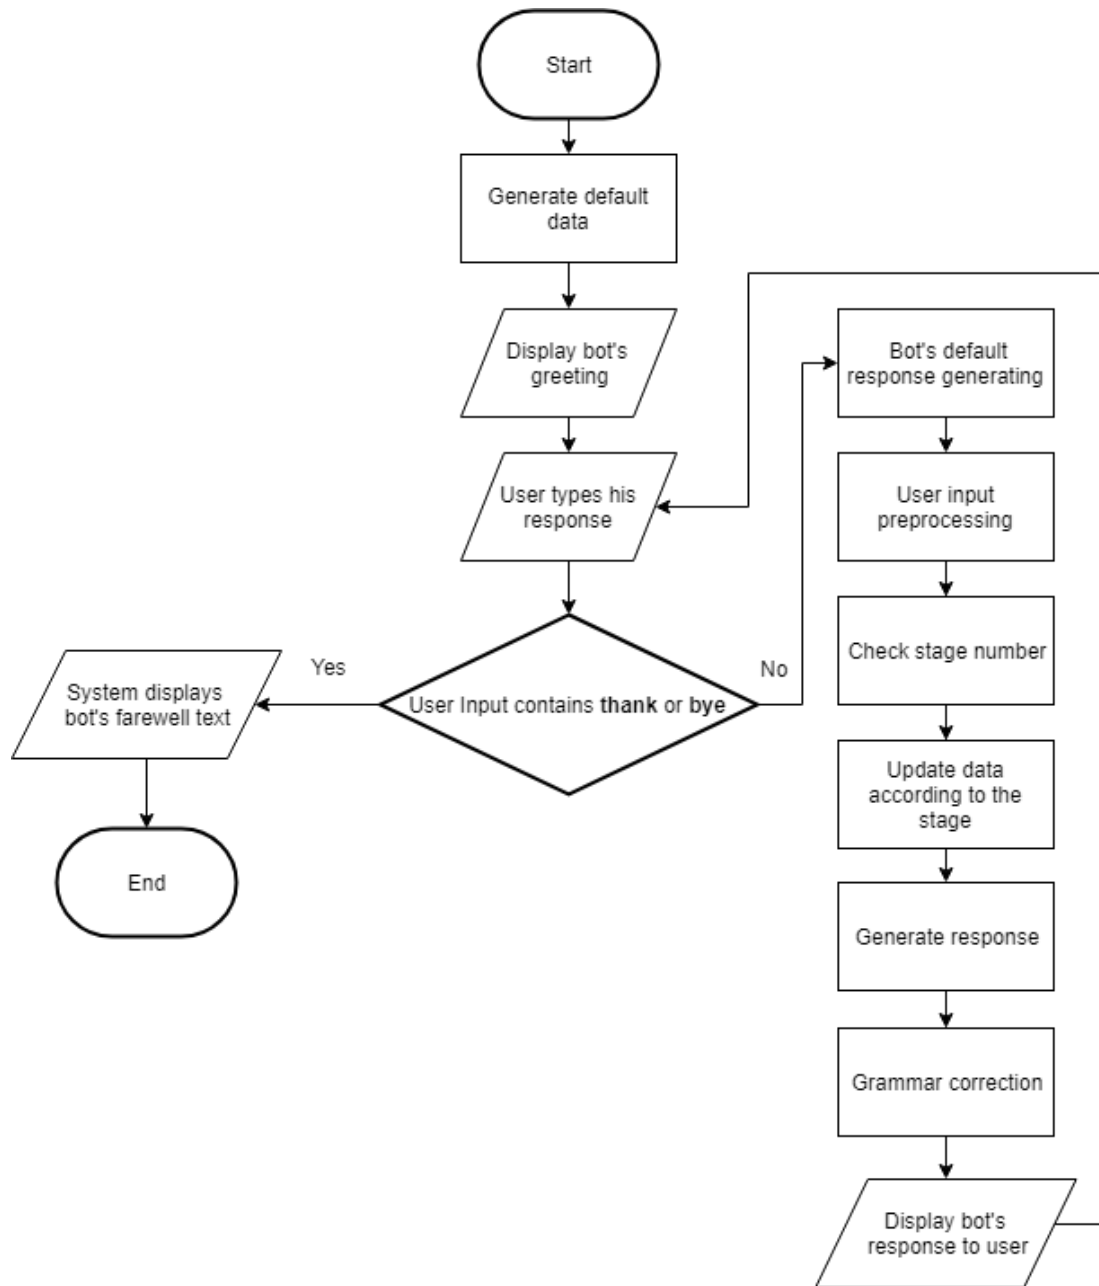 Start
Generate default
data
Display bot's
greeting
User types his
response
User Input contains thank or bye
Yes
No
System displays
bot's farewell text
End
Bot's default
response generating
User input
preprocessing
Check stage number
Update data
according to the
stage
Generate response
Grammar correction
Display bot's
response to user